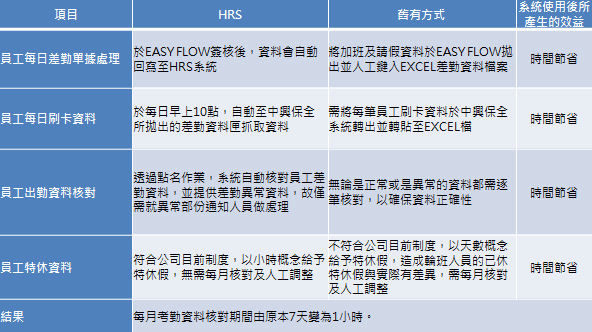 項目 HRS 舊有方式 系統使用後所
產生的效益
員工每日差勤單據處理
於EASY FLOW簽核後，資料會自動
回寫至HRS系統
將加班及請假資料於EASY FLOW拋
出並人工鍵入EXCEL差勤資料檔案
時間節省
員工每日刷卡資料
於每日早上10點，自動至中興保全
所拋出的差勤資料匣抓取資料
需將每筆員工刷卡資料於中興保全
系統轉出並轉貼至EXCEL檔
時間節省
員工出勤資料核對
透過點名作業，系統自動核對員工差
勤資料，並提供差勤異常資料，故僅
需就異常部份通知人員做處理
無論是正常或是異常的資料都需逐
筆核對，以確保資料正確性
時間節省
員工特休資料
符合公司目前制度，以小時概念給予
特休假，無需每月核對及人工調整
不符合公司目前制度，以天數概念
給予特休假，造成輪班人員的已休
特休假與實際有差異，需每月核對
及人工調整
時間節省
結果
每月考勤資料核對期間由原本7天變為1小時。